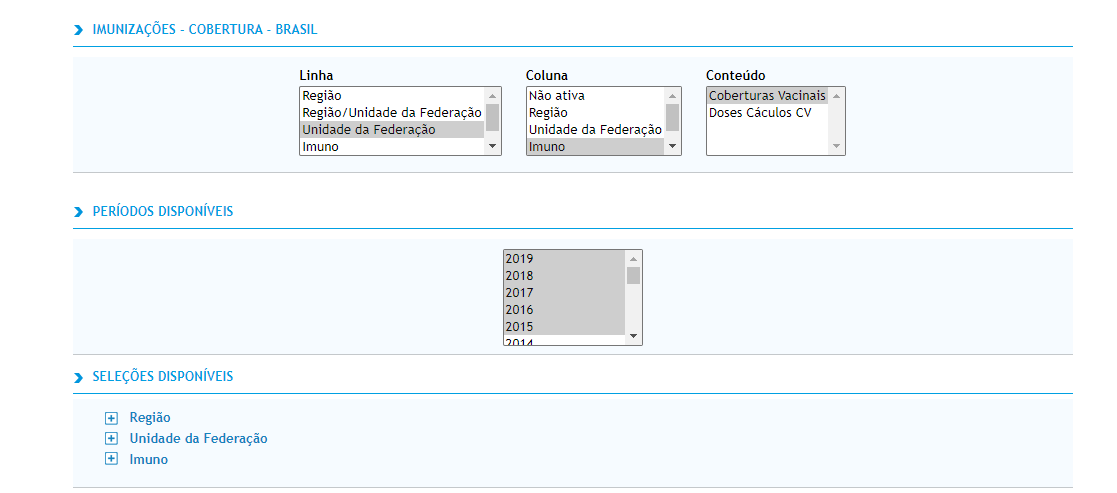 IMUNIZAÇÕES - COBERTURA - BRASIL
Linha
Coluna
Conteúdo
Região
Região/Unidade da Federação
Unidade da Federação
Imuno
Não ativa
Região
Unidade da Federação
Imuno
Coberturas Vacinais
Doses Cáculos CV
PERÍODOS DISPONÍVEIS
2019
2018
2017
2016
2015
2014
SELEÇÕES DISPONÍVEIS
Região
Unidade da Federação
Imuno